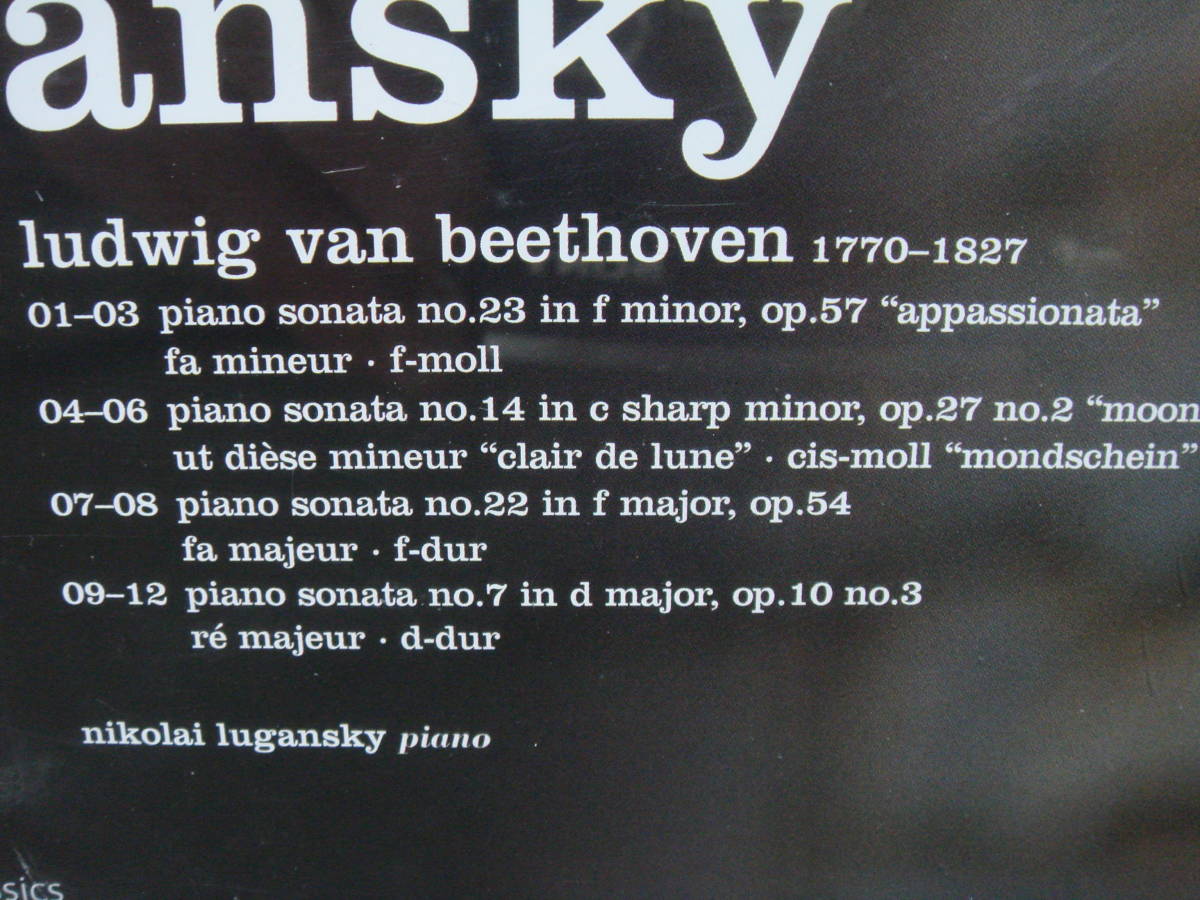 ansky
ludwig van beethoven 1770–1827
01–03 piano sonata no.23 in f minor, op.57 “appassionata”
fa mineur · f-moll
04–06 piano sonata no.14 in c sharp minor, op.27 no.2 “moon
ut dièse mineur “clair de lune” · cis-moll “mondschein”
07–08 piano sonata no.22 in f major, op.54
fa majeur · f-dur
09–12 piano sonata no.7 in d major, op.10 no.3
ré majeur · d-dur
nikolai lugansky piano
sics